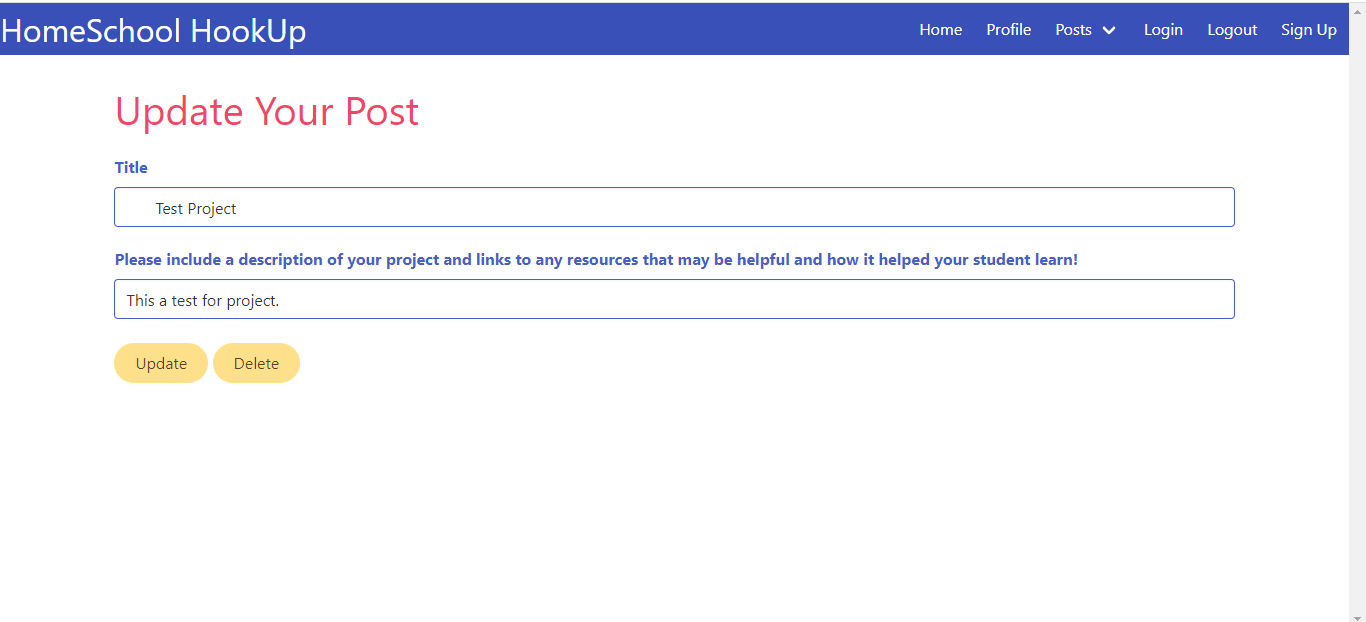 HomeSchool HookUp
Home Profile Posts Login Logout Sign Up
Update Your Post
Title
Test Project
Please include a description of your project and links to any resources that may be helpful and how it helped your student learn!
This a test for project.
Update Delete